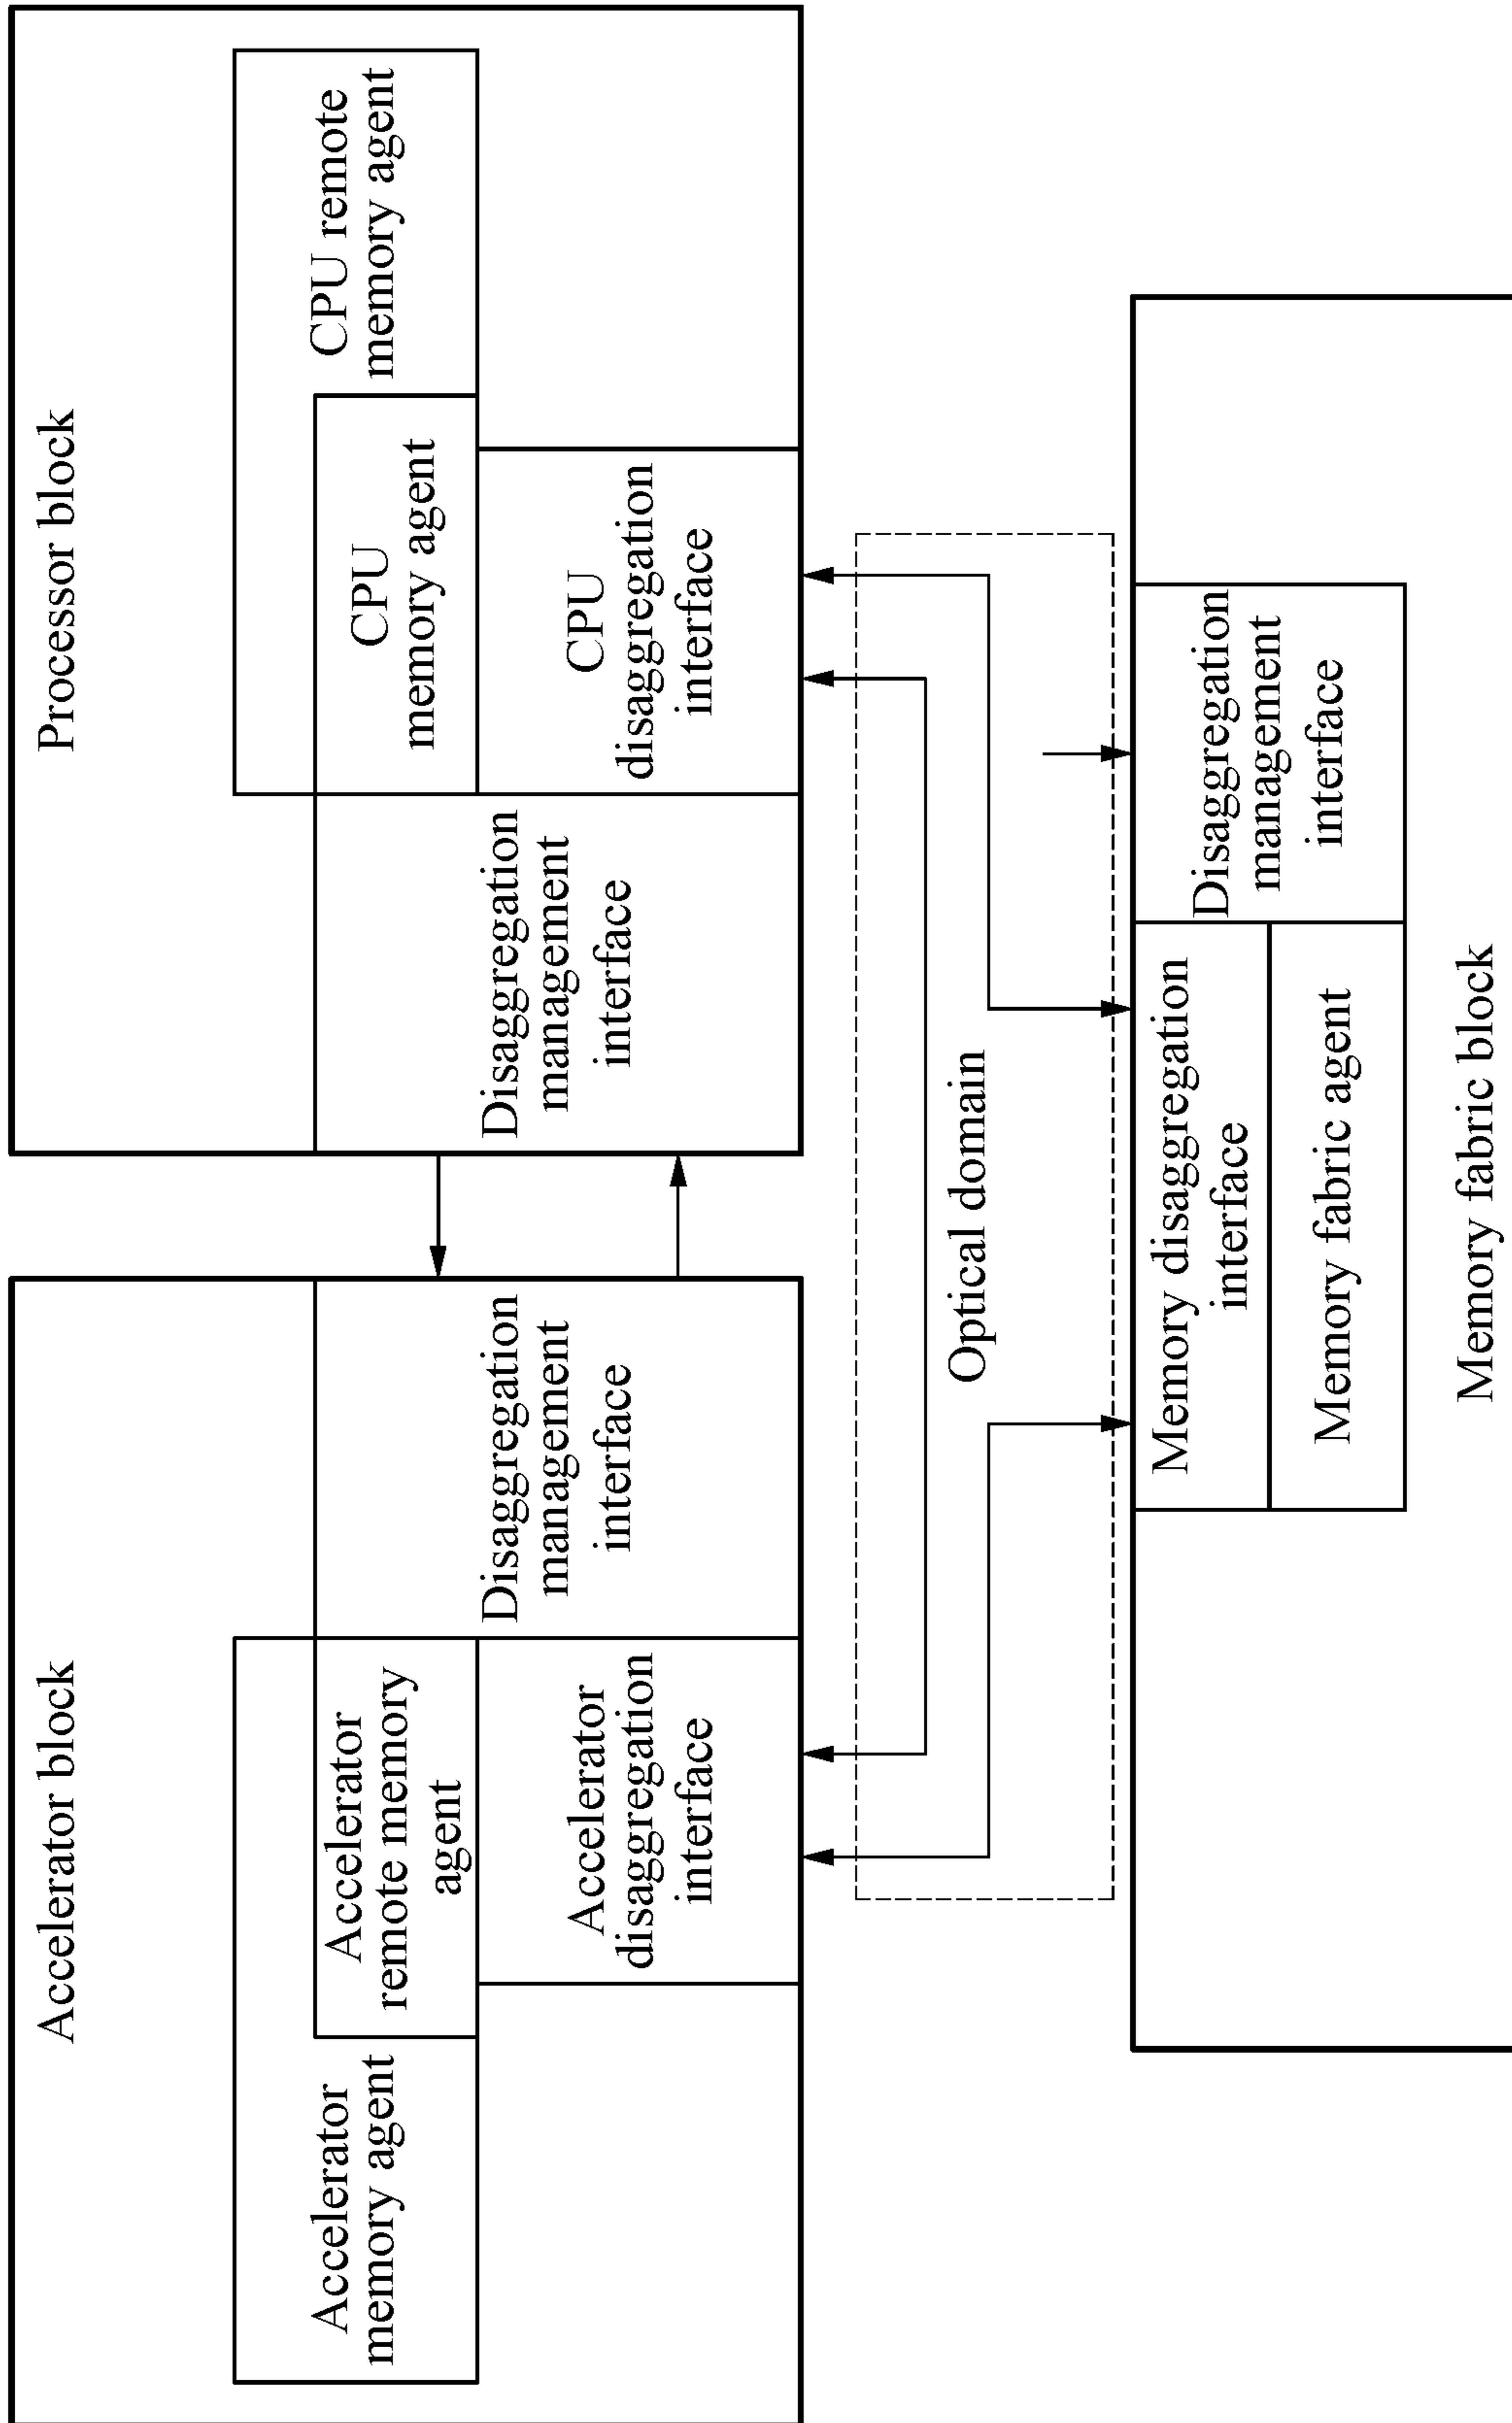 Accelerator block
Accelerator
memory agent
Accelerator
remote memory
agent
Accelerator
disaggregation
interface
Disaggregation
management
interface
Processor block
Disaggregation
management
interface
CPU
memory agent
CPU remote
memory agent
CPU
disaggregation
interface
Optical domain
Memory disaggregation
interface
Memory fabric agent
Disaggregation
management
interface
Memory fabric block